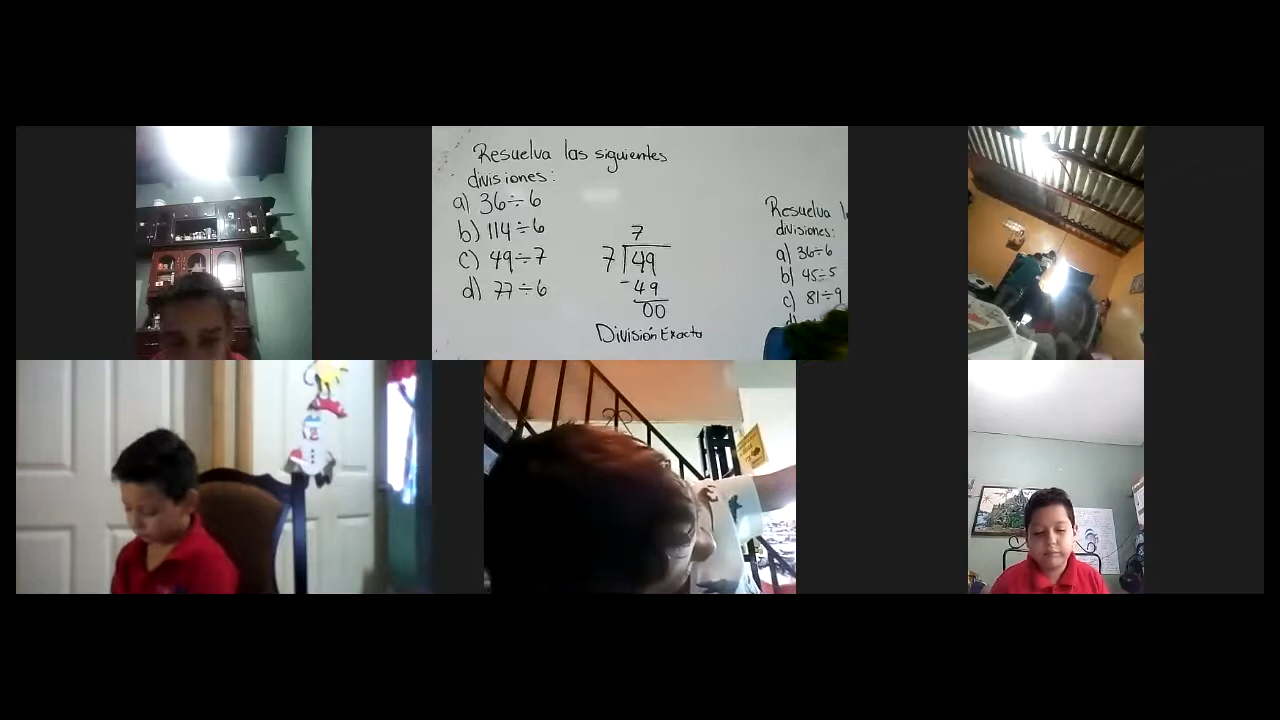 Resuelva las siguientes
divisiones:
a) 36÷6
b) 114÷6
c) 49÷7
d) 77÷6
7
7 49
-49
00
División Exacta
Resuelva
divisiones:
a) 36÷6
b) 45÷5
c) 81÷9
d)